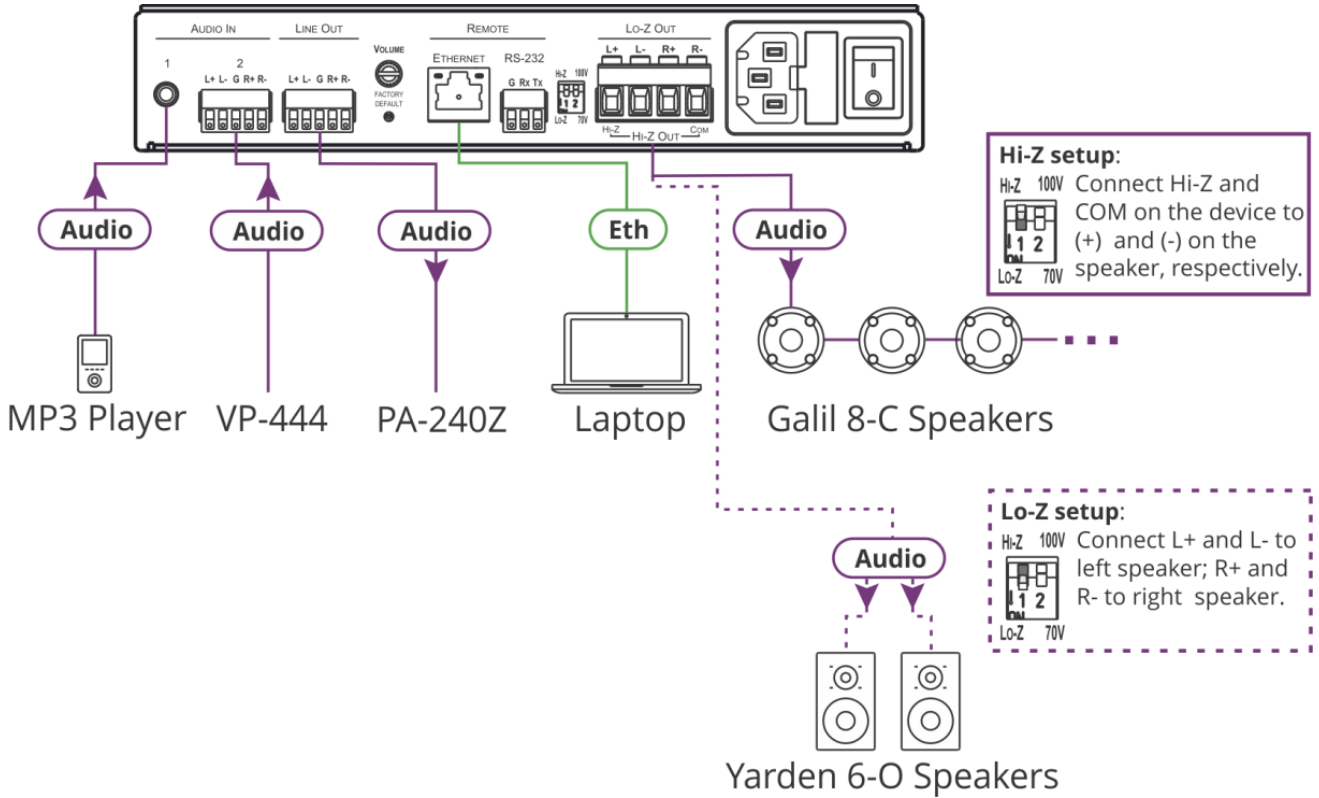 AUDIO IN LINE OUT REMOTE LO-Z OUT
1 2 VOLUME ETHERNET RS-232 L+ L- R+ R-
L+ L- G R+ R- L+ L- G R+ R- G Rx Tx HI-Z 100V
FACTORY
DEFAULT
1 2
LO-Z 70V
HI-Z HI-Z OUT COM
Audio Audio Audio Eth Audio
Hi-Z setup:
HI-Z 100V Connect Hi-Z and
COM on the device to
1 2 (+) and (-) on the
ON
LO-Z 70V speaker, respectively.
MP3 Player VP-444 PA-240Z Laptop Galil 8-C Speakers
Lo-Z setup:
HI-Z 100V Connect L+ and L- to
left speaker; R+ and
1 2 R- to right speaker.
ON
LO-Z 70V
Audio
Yarden 6-O Speakers